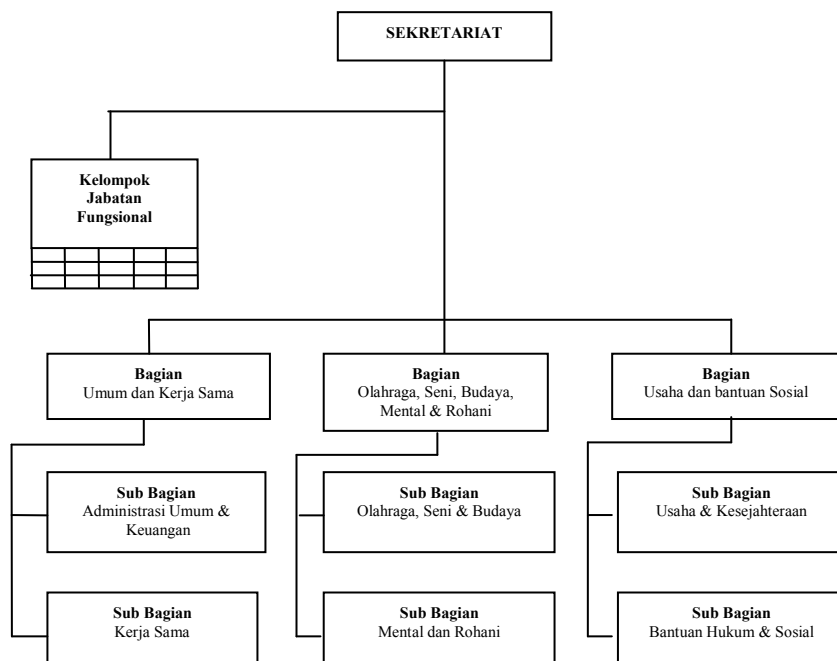 SEKRETARIAT
Kelompok
Jabatan
Fungsional
Bagian
Umum dan Kerja Sama
Bagian
Olahraga, Seni, Budaya,
Mental & Rohani
Bagian
Usaha dan bantuan Sosial
Sub Bagian
Administrasi Umum &
Keuangan
Sub Bagian
Olahraga, Seni & Budaya
Sub Bagian
Usaha & Kesejahteraan
Sub Bagian
Kerja Sama
Sub Bagian
Mental dan Rohani
Sub Bagian
Bantuan Hukum & Sosial